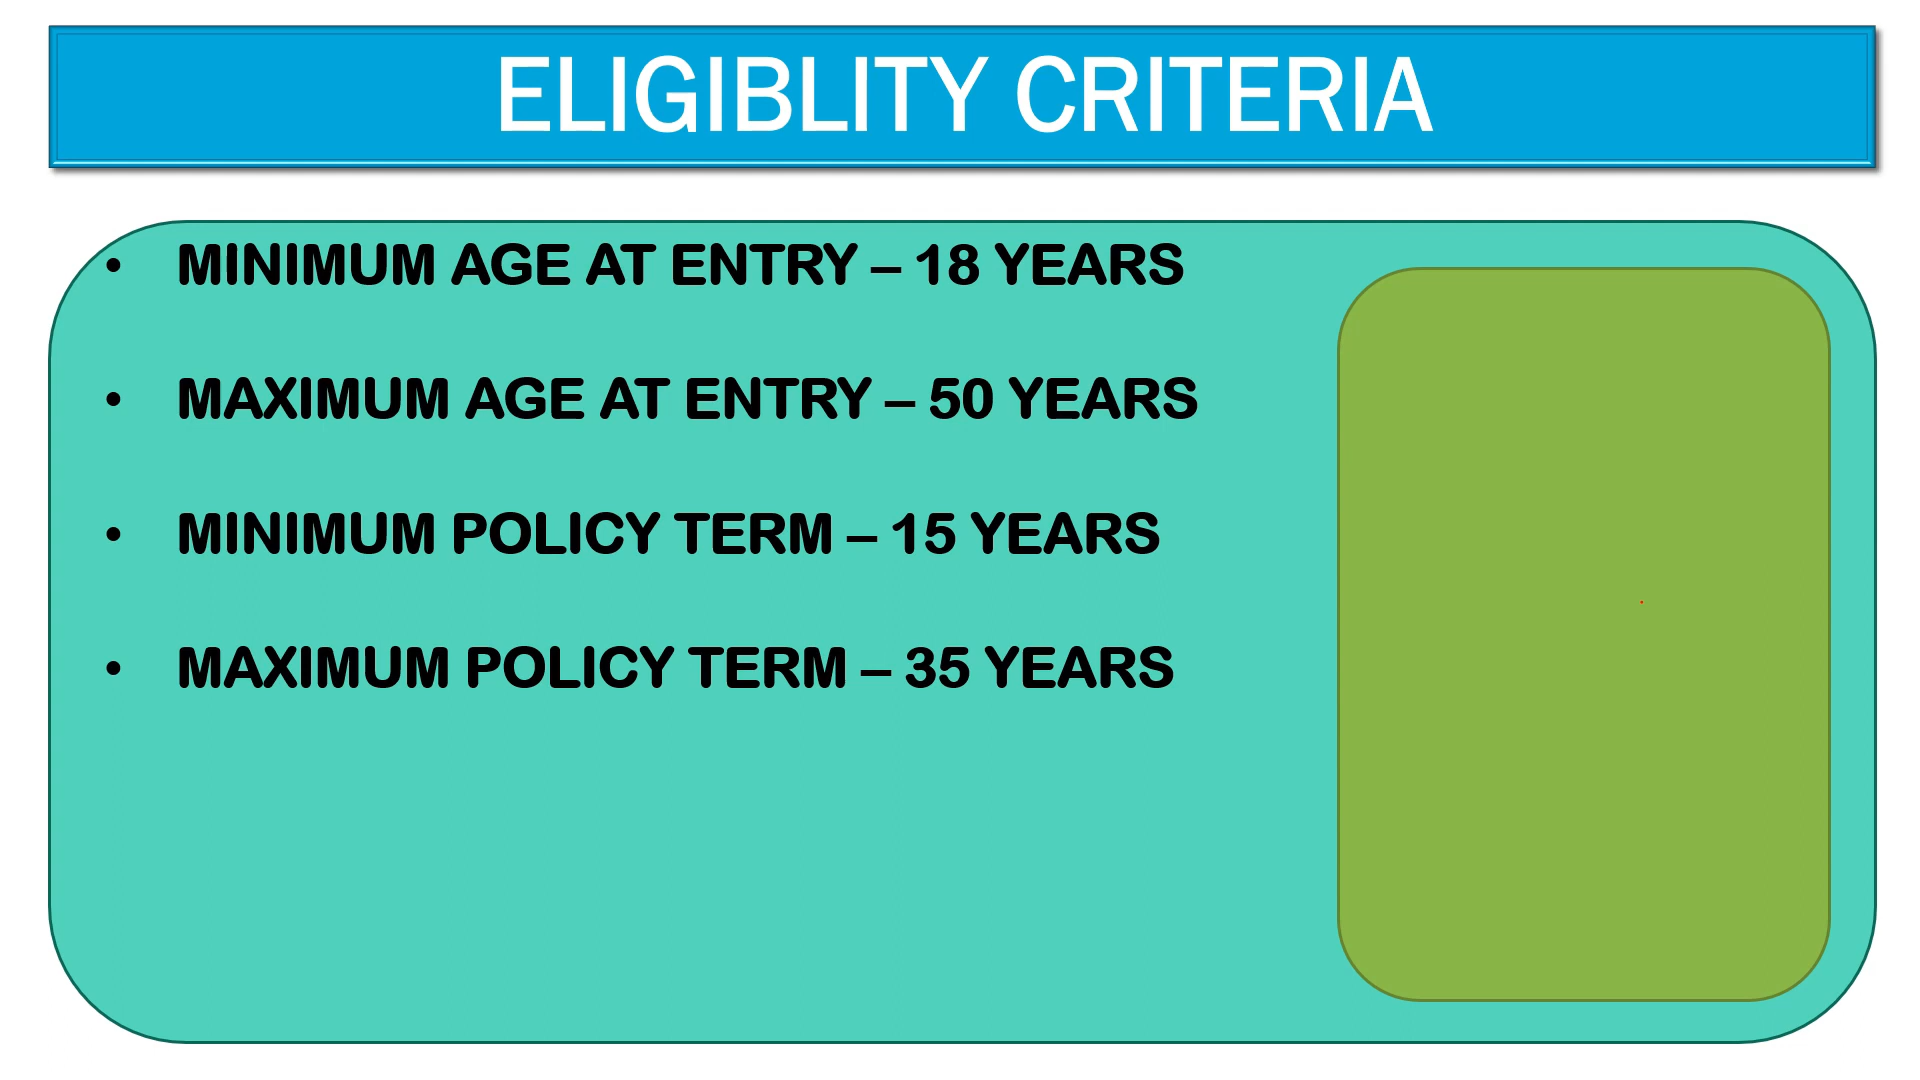 ELIGIBLITY CRITERIA
• MINIMUM AGE AT ENTRY – 18 YEARS
• MAXIMUM AGE AT ENTRY – 50 YEARS
• MINIMUM POLICY TERM – 15 YEARS
• MAXIMUM POLICY TERM – 35 YEARS